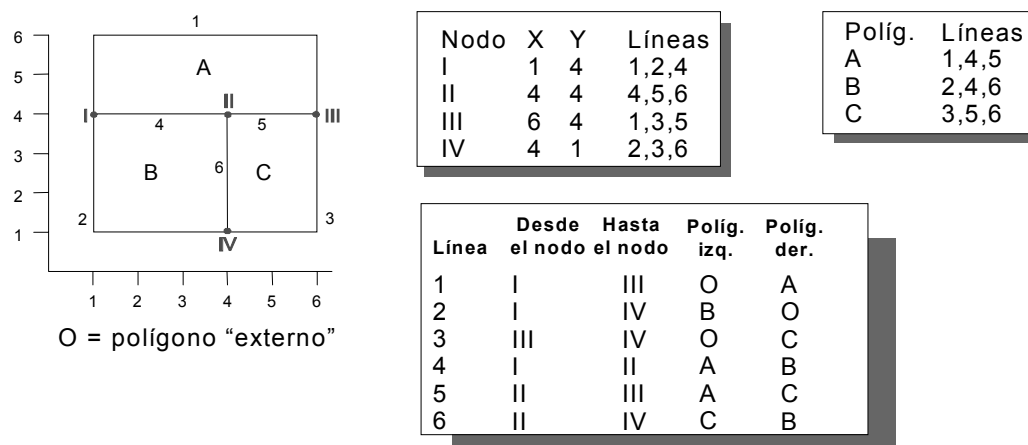 1
6
5
4
3
2
1
A
I
II
III
4
5
B
6
C
2
3
IV
1 2 3 4 5 6
O = polígono “externo”
Nodo X Y Líneas
I 1 4 1,2,4
II 4 4 4,5,6
III 6 4 1,3,5
IV 4 1 2,3,6
Políg. Líneas
A 1,4,5
B 2,4,6
C 3,5,6
Línea Desde el nodo Hasta el nodo Políg. izq. Políg. der.
1 I III O A
2 I IV B O
3 III IV O C
4 I II A B
5 II III A C
6 II IV C B